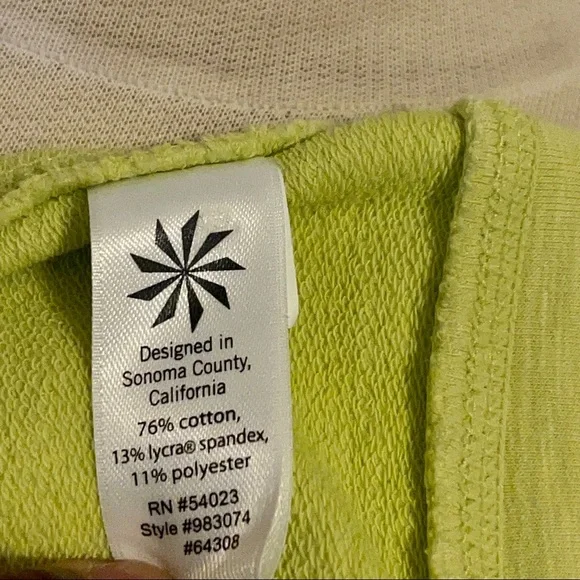 Designed in
Sonoma County,
California
76% cotton,
13% lycra® spandex,
11% polyester
RN #54023
Style #983074
#64308